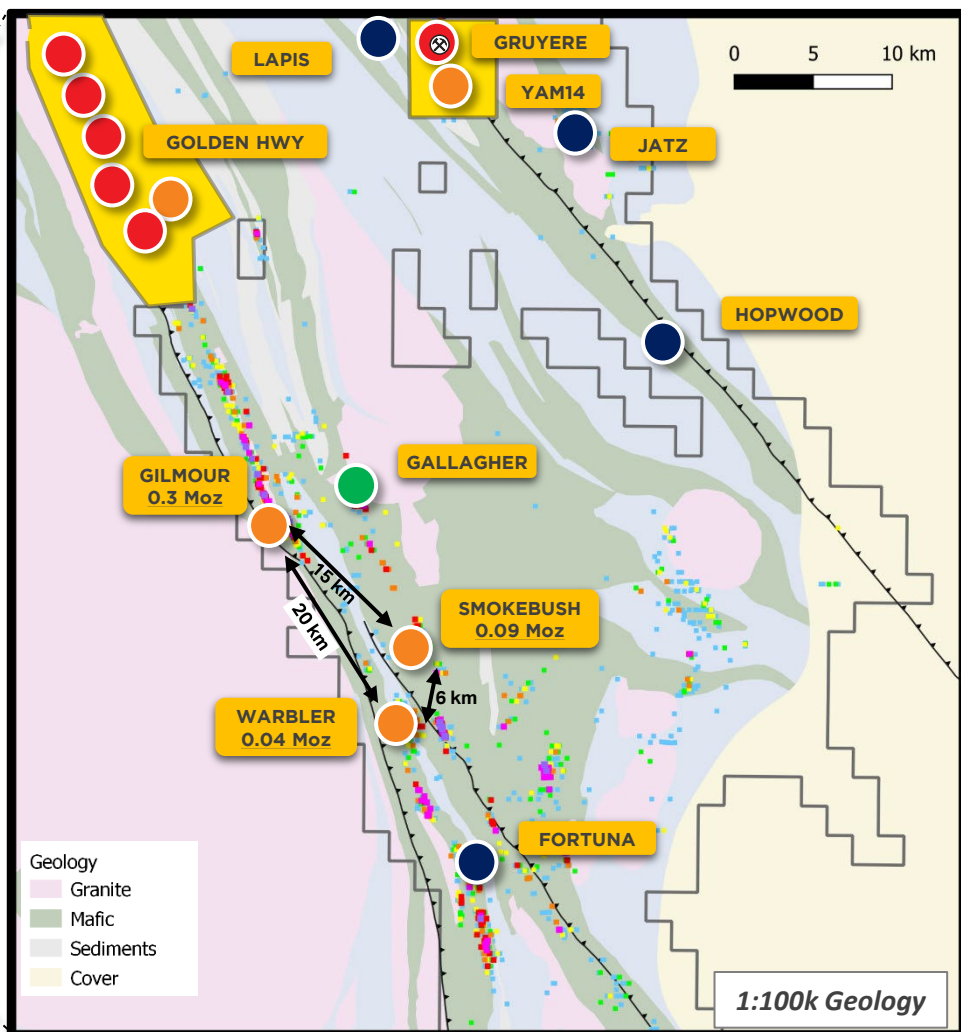 LAPIS
GRUYERE
0 5 10 km
YAM14
GOLDEN HWY
JATZ
HOPWOOD
GILMOUR
0.3 Moz
GALLAGHER
15 km
20 km
SMOKEBUSH
0.09 Moz
6 km
WARBLER
0.04 Moz
FORTUNA
Geology
Granite
Mafic
Sediments
Cover
1:100k Geology